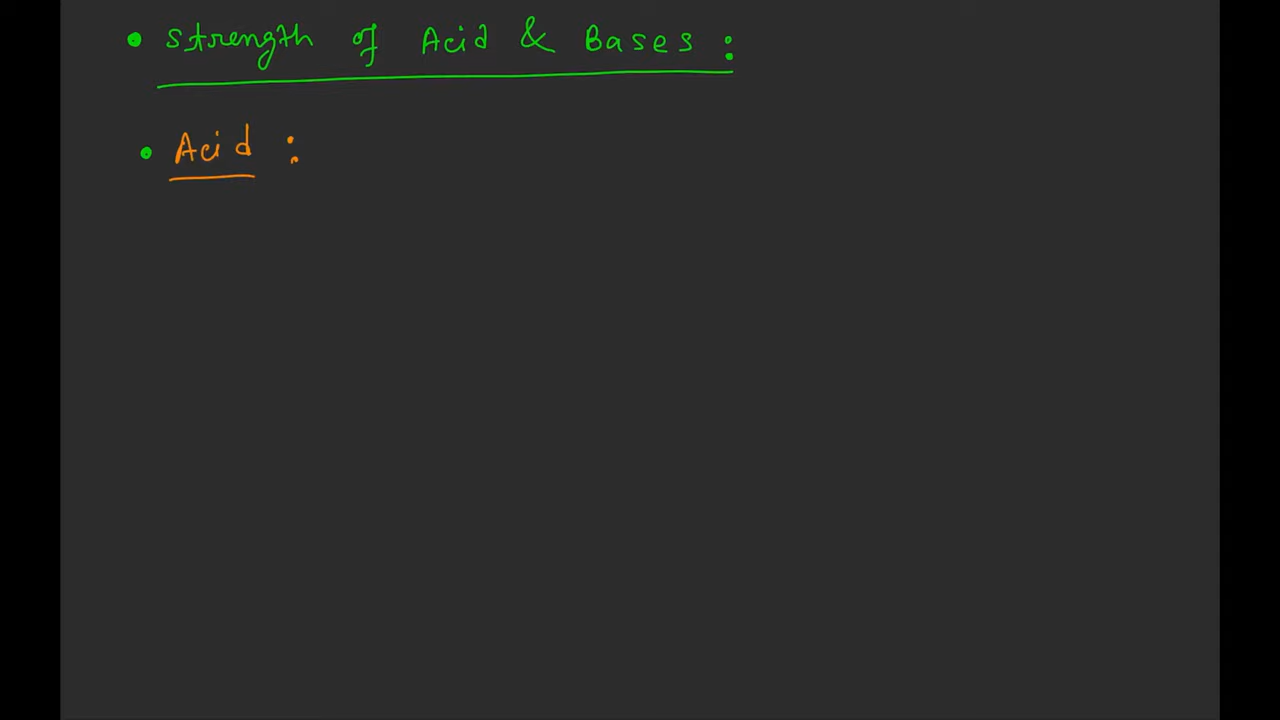 • Strength of Acid & Bases :
• Acid :